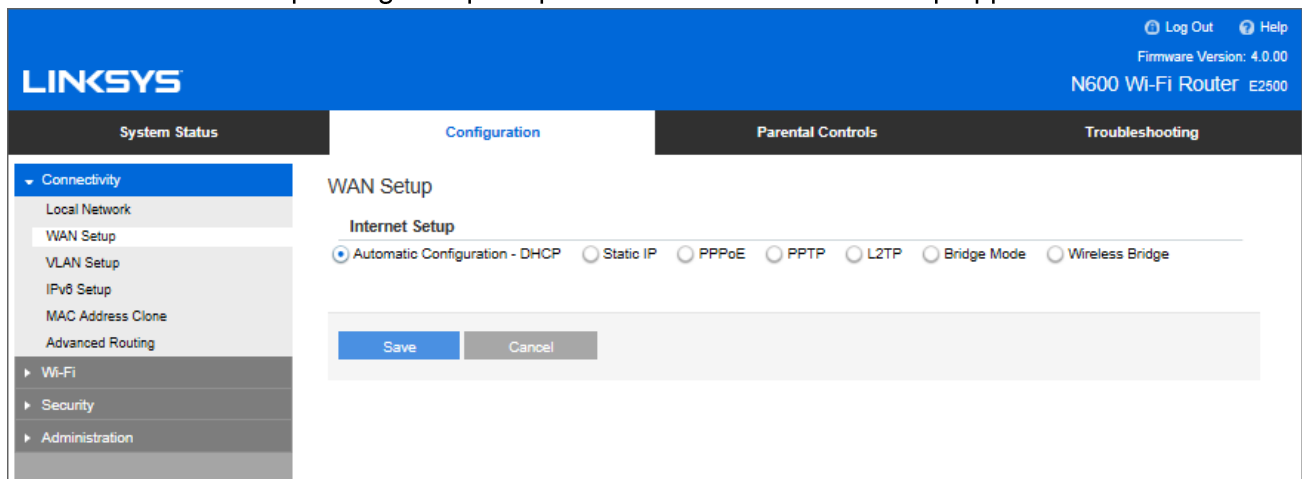 Log Out Help
Firmware Version: 4.0.00
LINKSYS
N600 Wi-Fi Router E2500
System Status Configuration Parental Controls Troubleshooting
Connectivity
Local Network
WAN Setup
VLAN Setup
IPv6 Setup
MAC Address Clone
Advanced Routing
Wi-Fi
Security
Administration
WAN Setup
Internet Setup
Automatic Configuration - DHCP Static IP PPPoE PPTP L2TP Bridge Mode Wireless Bridge
Save Cancel